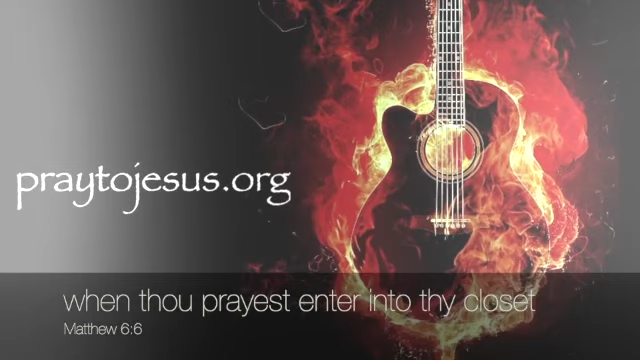 praytojesus.org
when thou prayest enter into thy closet
Matthew 6:6